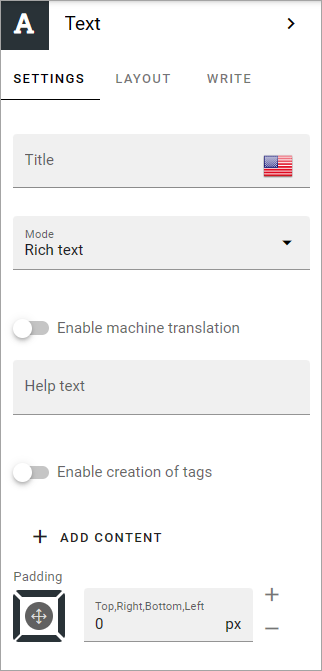 A Text
SETTINGS LAYOUT WRITE
Title
Mode
Rich text
Enable machine translation
Help text
Enable creation of tags
+ ADD CONTENT
Padding
Top,Right,Bottom,Left
0 px